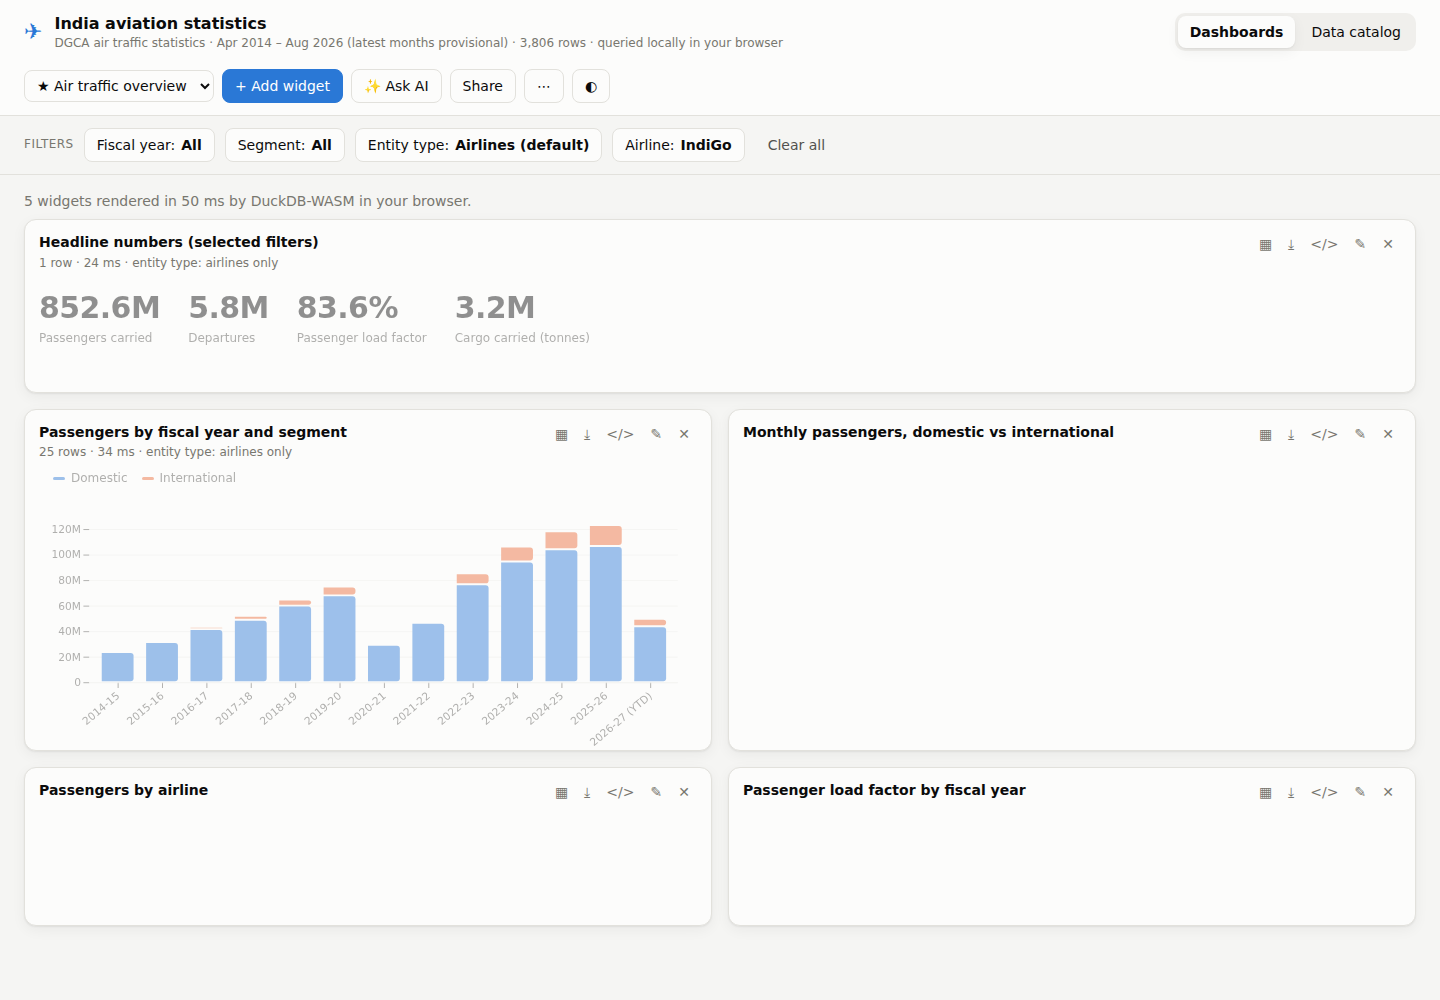 ✈ India aviation statistics
DGCA air traffic statistics · Apr 2014 – Aug 2026 (latest months provisional) · 3,806 rows · queried locally in your browser
Dashboards Data catalog
★ Air traffic overview + Add widget ✨ Ask AI Share ⋯ ◐
FILTERS Fiscal year: All Segment: All Entity type: Airlines (default) Airline: IndiGo Clear all
5 widgets rendered in 50 ms by DuckDB-WASM in your browser.
Headline numbers (selected filters) ▦ ⤓ </> ✎ ✕
1 row · 24 ms · entity type: airlines only
852.6M 5.8M 83.6% 3.2M
Passengers carried Departures Passenger load factor Cargo carried (tonnes)
Passengers by fiscal year and segment ▦ ⤓ </> ✎ ✕
25 rows · 34 ms · entity type: airlines only
Domestic International
120M
100M
80M
60M
40M
20M
0
2014-15 2015-16 2016-17 2017-18 2018-19 2019-20 2020-21 2021-22 2022-23 2023-24 2024-25 2025-26 2026-27 (YTD)
Monthly passengers, domestic vs international ▦ ⤓ </> ✎ ✕
Passengers by airline ▦ ⤓ </> ✎ ✕
Passenger load factor by fiscal year ▦ ⤓ </> ✎ ✕